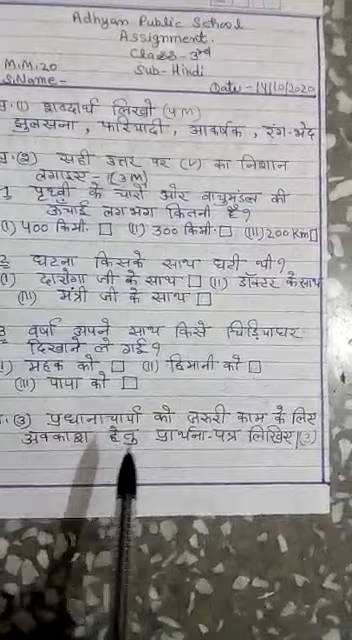 Adhyan Public School
Assignment.
Class- 3rd
M.M.20 Sub- Hindi
S.Name- Date- 14/10/2020
प्र.(1) शब्दार्थ लिखो (4M)
झुलसना, फरियादी, आकर्षक, रंग-भेद
प्र.(2) सही उत्तर पर (✓) का निशान
लगाइए- (3M)
1 पृथ्वी के चारों ओर वायुमंडल की
ऊँचाई लगभग कितनी है?
(I) 400 किमी. □ (II) 300 किमी. □ (III) 200 Km □
2 घटना किसके साथ घटी थी?
(I) दारोगा जी के साथ □ (II) डॉक्टर के साथ
(III) मंत्री जी के साथ □
3 वर्षा अपने साथ किसे चिड़ियाघर
दिखाने ले गई?
(I) महक को □ (II) हिमानी को □
(III) पापा को □
प्र.(3) प्रधानाचार्या को ज़रुरी काम के लिए
अवकाश हेतु प्रार्थना-पत्र लिखिए।